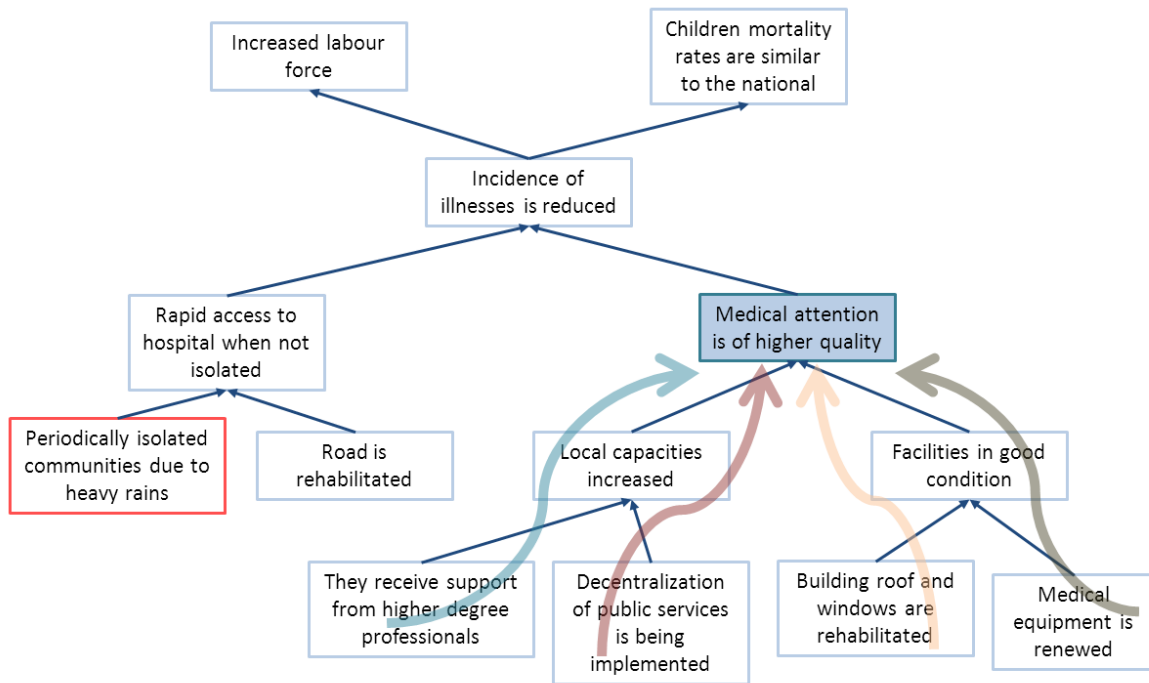 Increased labour
force
Children mortality
rates are similar
to the national
Incidence of
illnesses is reduced
Rapid access to
hospital when not
isolated
Medical attention
is of higher quality
Periodically isolated
communities due to
heavy rains
Road is
rehabilitated
Local capacities
increased
Facilities in good
condition
They receive support
from higher degree
professionals
Decentralization
of public services
is being
implemented
Building roof and
windows are
rehabilitated
Medical
equipment is
renewed